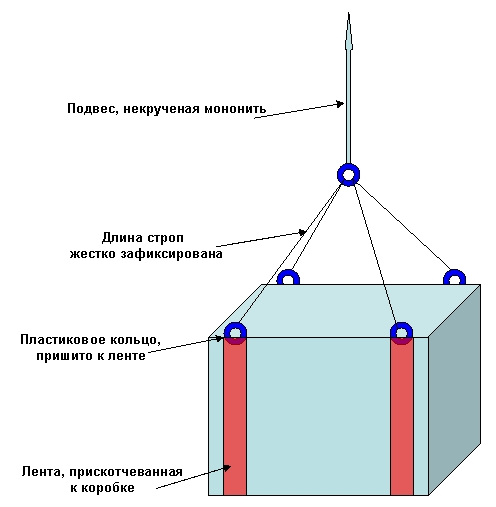 Подвес, некрученая мононить
Длина строп
жестко зафиксирована
Пластиковое кольцо,
пришито к ленте
Лента, прискотчеванная
к коробке